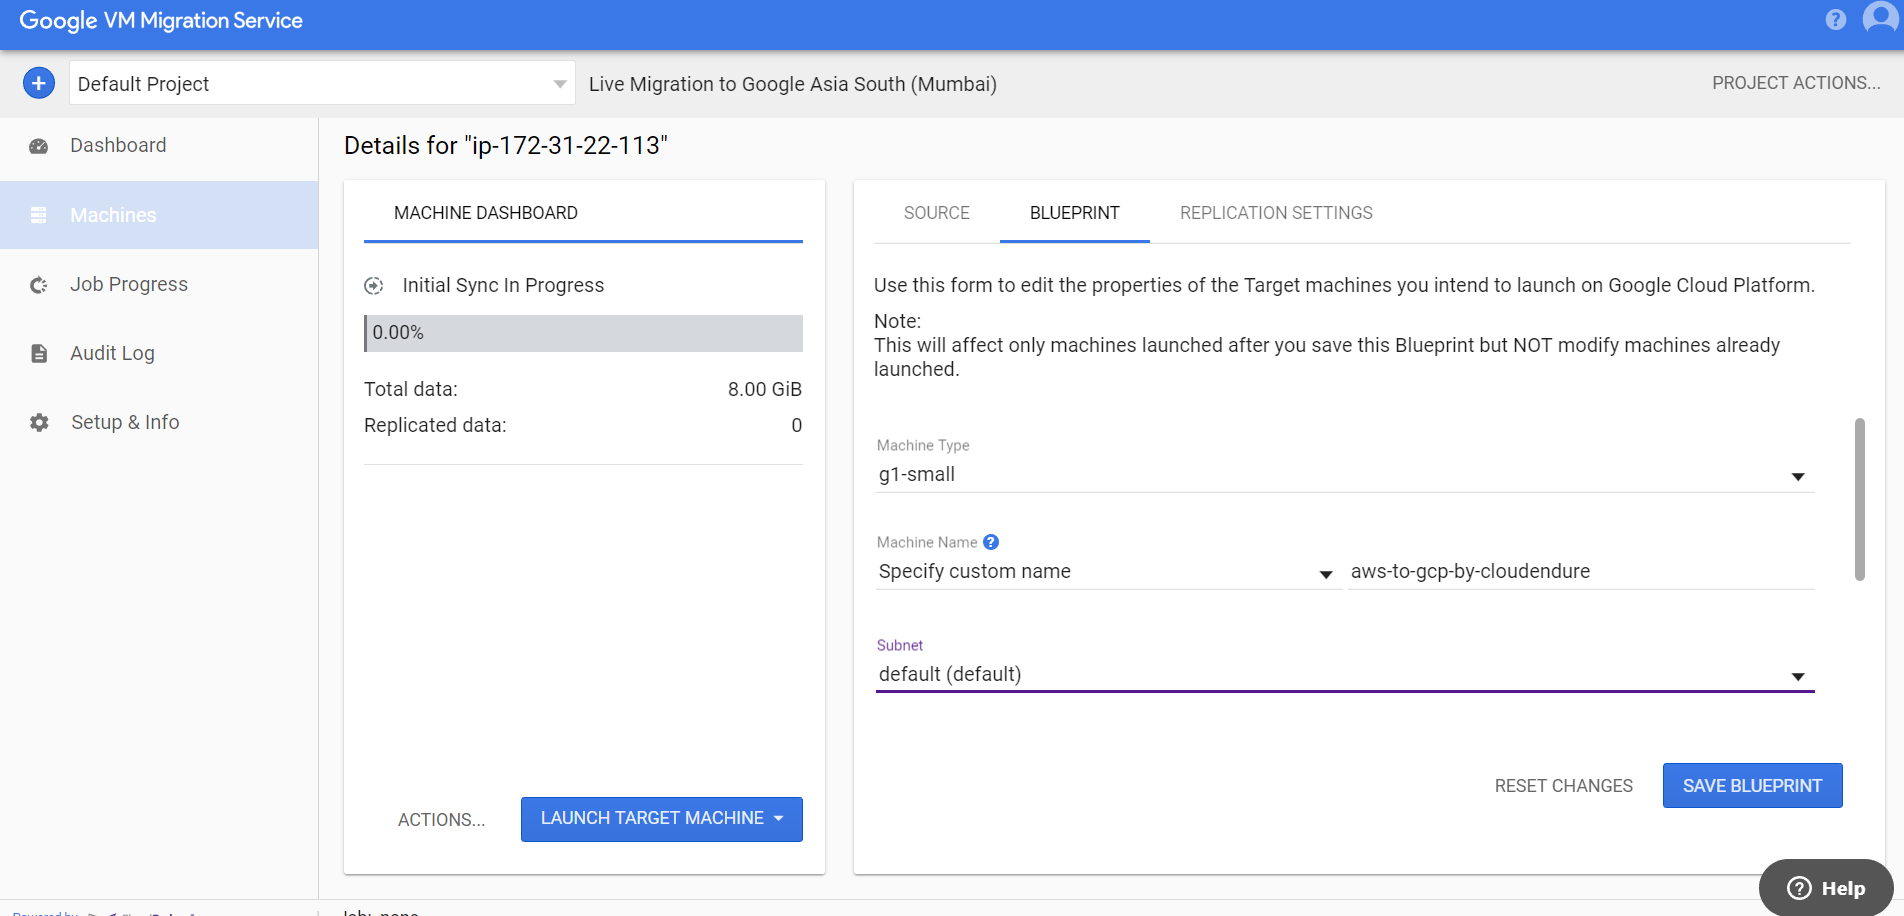 Google VM Migration Service
Default Project
Live Migration to Google Asia South (Mumbai)
PROJECT ACTIONS...
Dashboard
Machines
Job Progress
Audit Log
Setup & Info
Details for "ip-172-31-22-113"
MACHINE DASHBOARD
Initial Sync In Progress
0.00%
Total data: 8.00 GiB
Replicated data: 0
ACTIONS...
LAUNCH TARGET MACHINE
SOURCE BLUEPRINT REPLICATION SETTINGS
Use this form to edit the properties of the Target machines you intend to launch on Google Cloud Platform.
Note:
This will affect only machines launched after you save this Blueprint but NOT modify machines already
launched.
Machine Type
g1-small
Machine Name ?
Specify custom name aws-to-gcp-by-cloudendure
Subnet
default (default)
RESET CHANGES SAVE BLUEPRINT
? Help